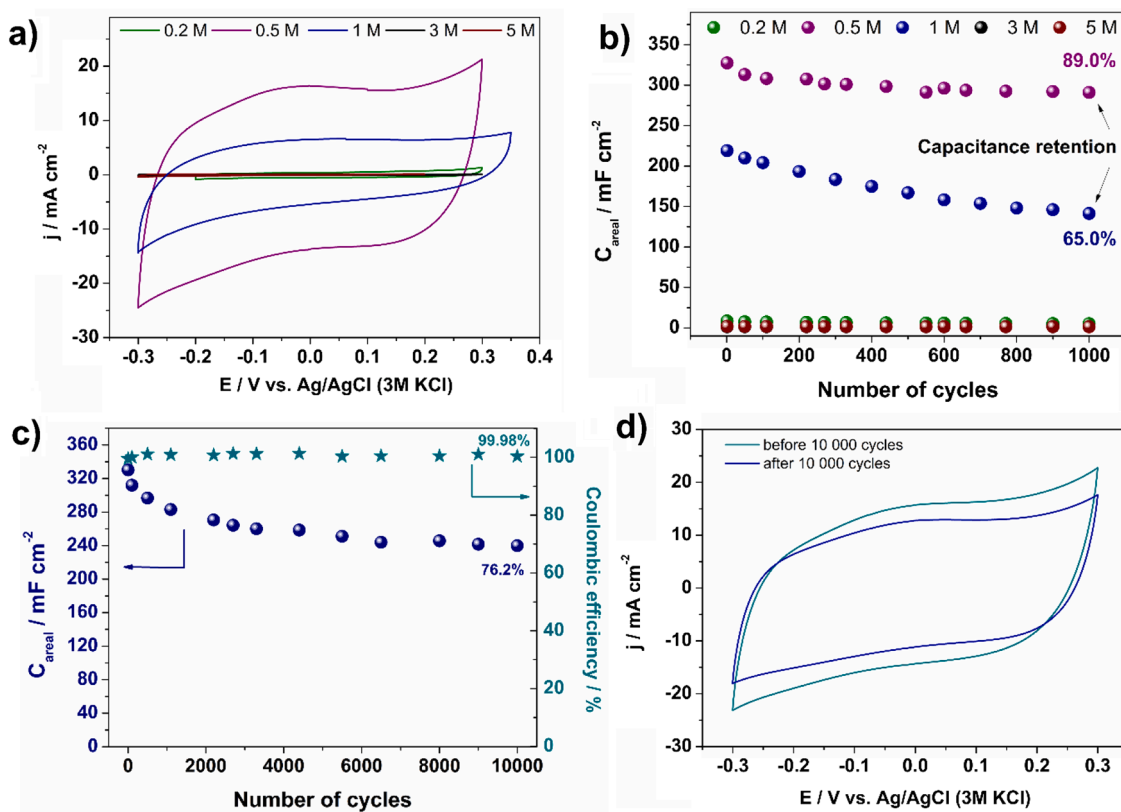 a)
0.2 M 0.5 M 1 M 3 M 5 M
20
10
0
-10
-20
-30
j / mA cm-2
-0.3 -0.2 -0.1 0.0 0.1 0.2 0.3 0.4
E / V vs. Ag/AgCl (3M KCl)
b)
0.2 M 0.5 M 1 M 3 M 5 M
350
300
250
200
150
100
50
0
C areal / mF cm-2
89.0%
Capacitance retention
65.0%
0 200 400 600 800 1000
Number of cycles
c)
360
320
280
240
200
160
120
80
40
0
C areal / mF cm-2
99.98%
76.2%
100
80
60
40
20
0
Coulombic efficiency / %
0 2000 4000 6000 8000 10000
Number of cycles
d)
before 10 000 cycles
after 10 000 cycles
30
20
10
0
-10
-20
-30
j / mA cm-2
-0.3 -0.2 -0.1 0.0 0.1 0.2 0.3
E / V vs. Ag/AgCl (3M KCl)